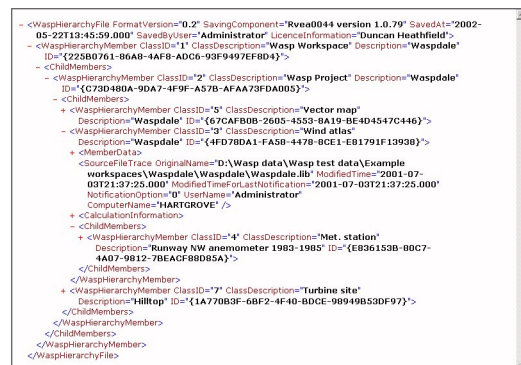 - <WaspHierarchyFile FormatVersion="0.2" SavingComponent="Rvea0044 version 1.0.79" SavedAt="2002-
05-22T13:45:59.000" SavedByUser="Administrator" LicenceInformation="Duncan Heathfield">
- <WaspHierarchyMember ClassID="1" ClassDescription="Wasp Workspace" Description="Waspdale"
ID="{225B0761-86A8-4AF8-ADC6-93F9497EF8D4}">
- <ChildMembers>
- <WaspHierarchyMember ClassID="2" ClassDescription="Wasp Project" Description="Waspdale"
ID="{C73D480A-9DA7-4F9F-A57B-AFAA73FDA005}">
- <ChildMembers>
+ <WaspHierarchyMember ClassID="5" ClassDescription="Vector map"
Description="Waspdale" ID="{67CAFB0B-2605-4553-8A19-BE4D4547C446}">
- <WaspHierarchyMember ClassID="3" ClassDescription="Wind atlas"
Description="Waspdale" ID="{4FD78DA1-FA58-4478-8CE1-E81791F13938}">
+ <MemberData>
<SourceFileTrace OriginalName="D:\Wasp data\Wasp test data\Example
workspaces\Waspdale\Waspdale\Waspdale.lib" ModifiedTime="2001-07-
03T21:37:25.000" ModifiedTimeForLastNotification="2001-07-03T21:37:25.000"
NotificationOption="0" UserName="Administrator"
ComputerName="HARTGROVE" />
+ <CalculationInformation>
- <ChildMembers>
+ <WaspHierarchyMember ClassID="4" ClassDescription="Met. station"
Description="Runway NW anemometer 1983-1985" ID="{E836153B-80C7-
4A07-9812-7BEACF88D85A}">
</ChildMembers>
</WaspHierarchyMember>
+ <WaspHierarchyMember ClassID="7" ClassDescription="Turbine site"
Description="Hilltop" ID="{1A770B3F-6BF2-4F40-BDCE-98949B53DF97}">
</ChildMembers>
</WaspHierarchyMember>
</ChildMembers>
</WaspHierarchyMember>
</WaspHierarchyFile>